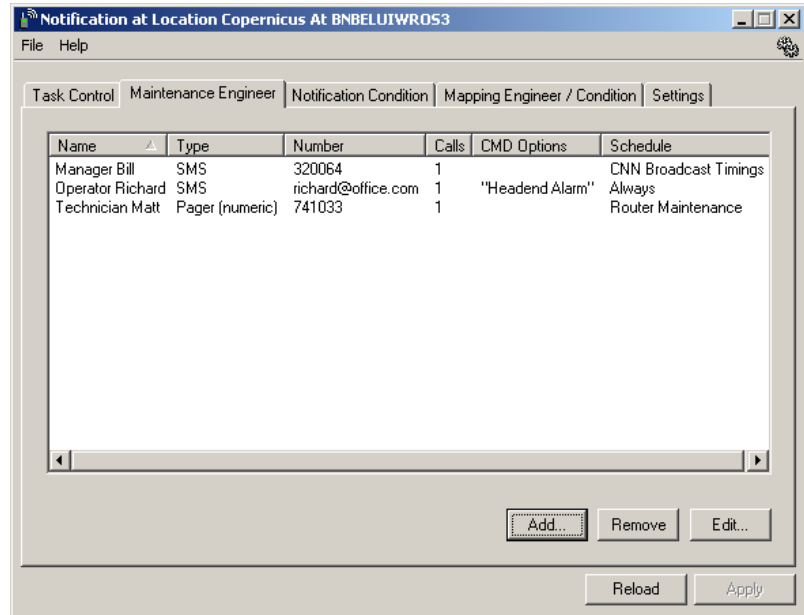 Notification at Location Copernicus At BNBELUIWROS3
File Help
Task Control Maintenance Engineer Notification Condition Mapping Engineer / Condition Settings
Name Type Number Calls CMD Options Schedule
Manager Bill SMS 320064 1 CNN Broadcast Timings
Operator Richard SMS richard@office.com 1 "Headend Alarm" Always
Technician Matt Pager (numeric) 741033 1 Router Maintenance
Add... Remove Edit...
Reload Apply